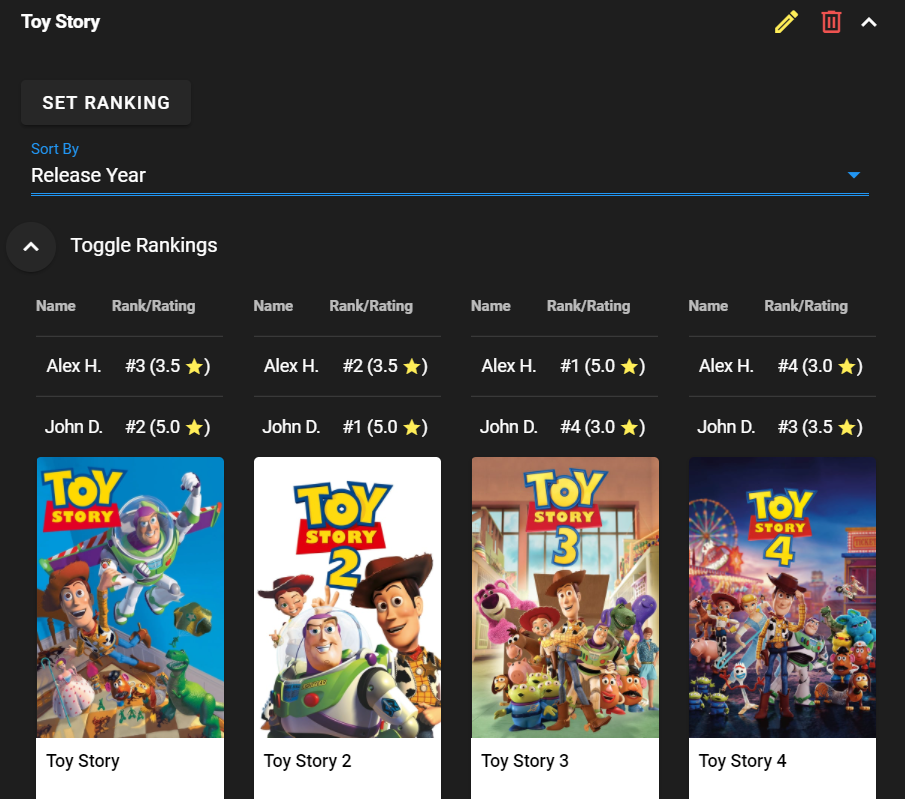 Toy Story
SET RANKING
Sort By
Release Year
Toggle Rankings
Name Rank/Rating Name Rank/Rating Name Rank/Rating Name Rank/Rating
Alex H. #3 (3.5 ⭐) Alex H. #2 (3.5 ⭐) Alex H. #1 (5.0 ⭐) Alex H. #4 (3.0 ⭐)
John D. #2 (5.0 ⭐) John D. #1 (5.0 ⭐) John D. #4 (3.0 ⭐) John D. #3 (3.5 ⭐)
TOY
STORY
TOY
STORY
2
TOY
STORY
3
TOY
STORY
4
Toy Story Toy Story 2 Toy Story 3 Toy Story 4